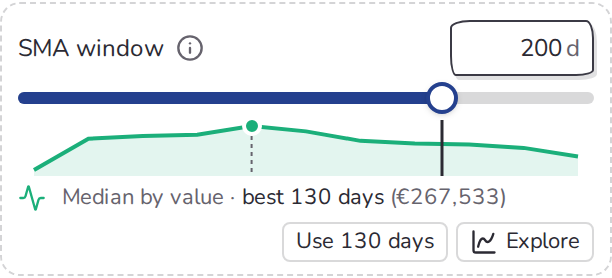 SMA window
200 d
Median by value · best 130 days (€267,533)
Use 130 days
Explore